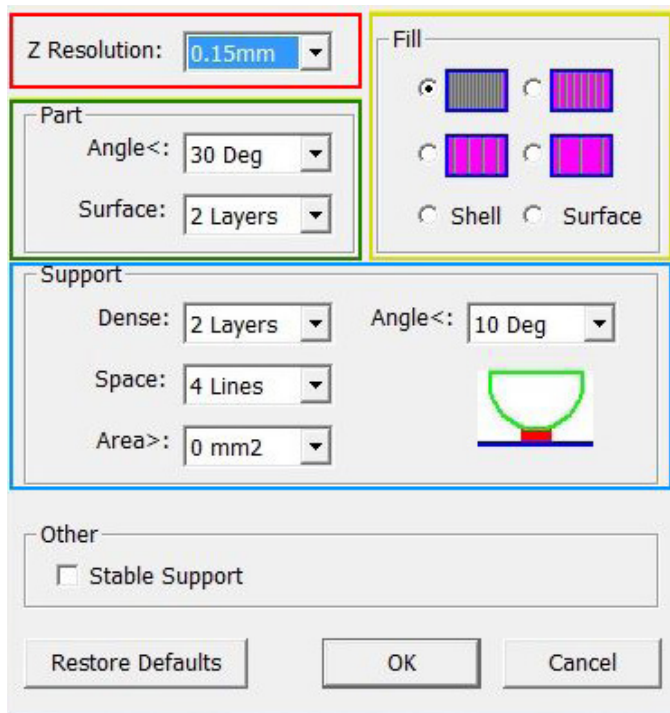 Z Resolution: 0.15mm
Fill
Part
Angle<: 30 Deg
Surface: 2 Layers
Shell Surface
Support
Dense: 2 Layers Angle<: 10 Deg
Space: 4 Lines
Area>: 0 mm2
Other
Stable Support
Restore Defaults OK Cancel